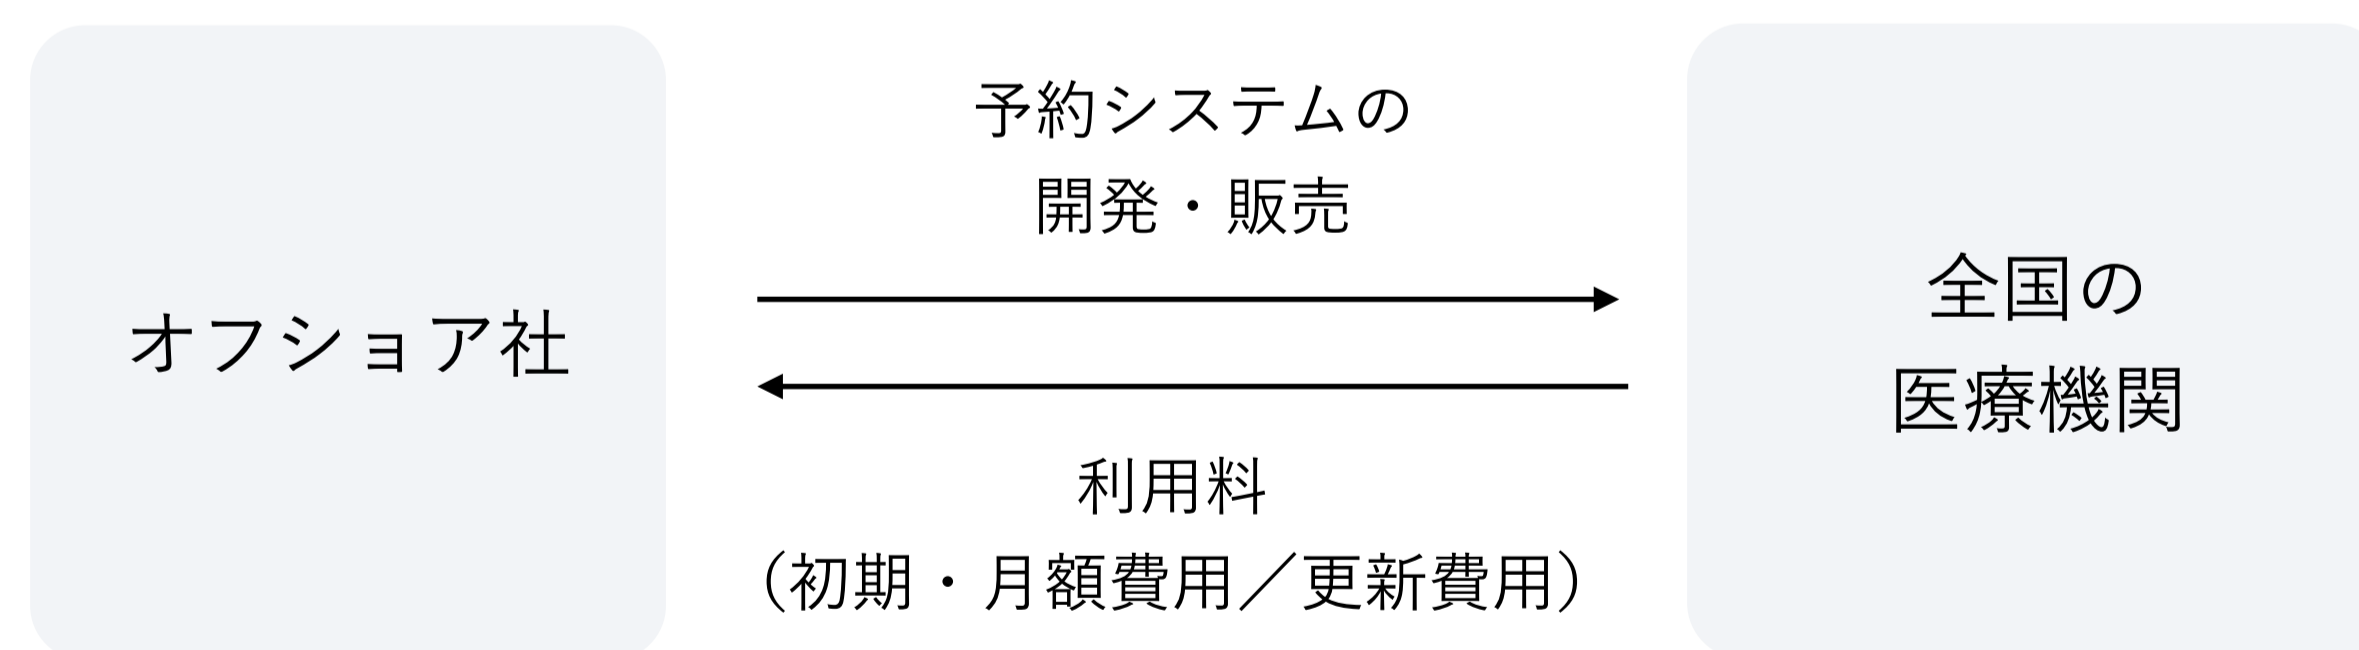 オフショア社
予約システムの
開発・販売
利用料
（初期・月額費用／更新費用）
全国の
医療機関